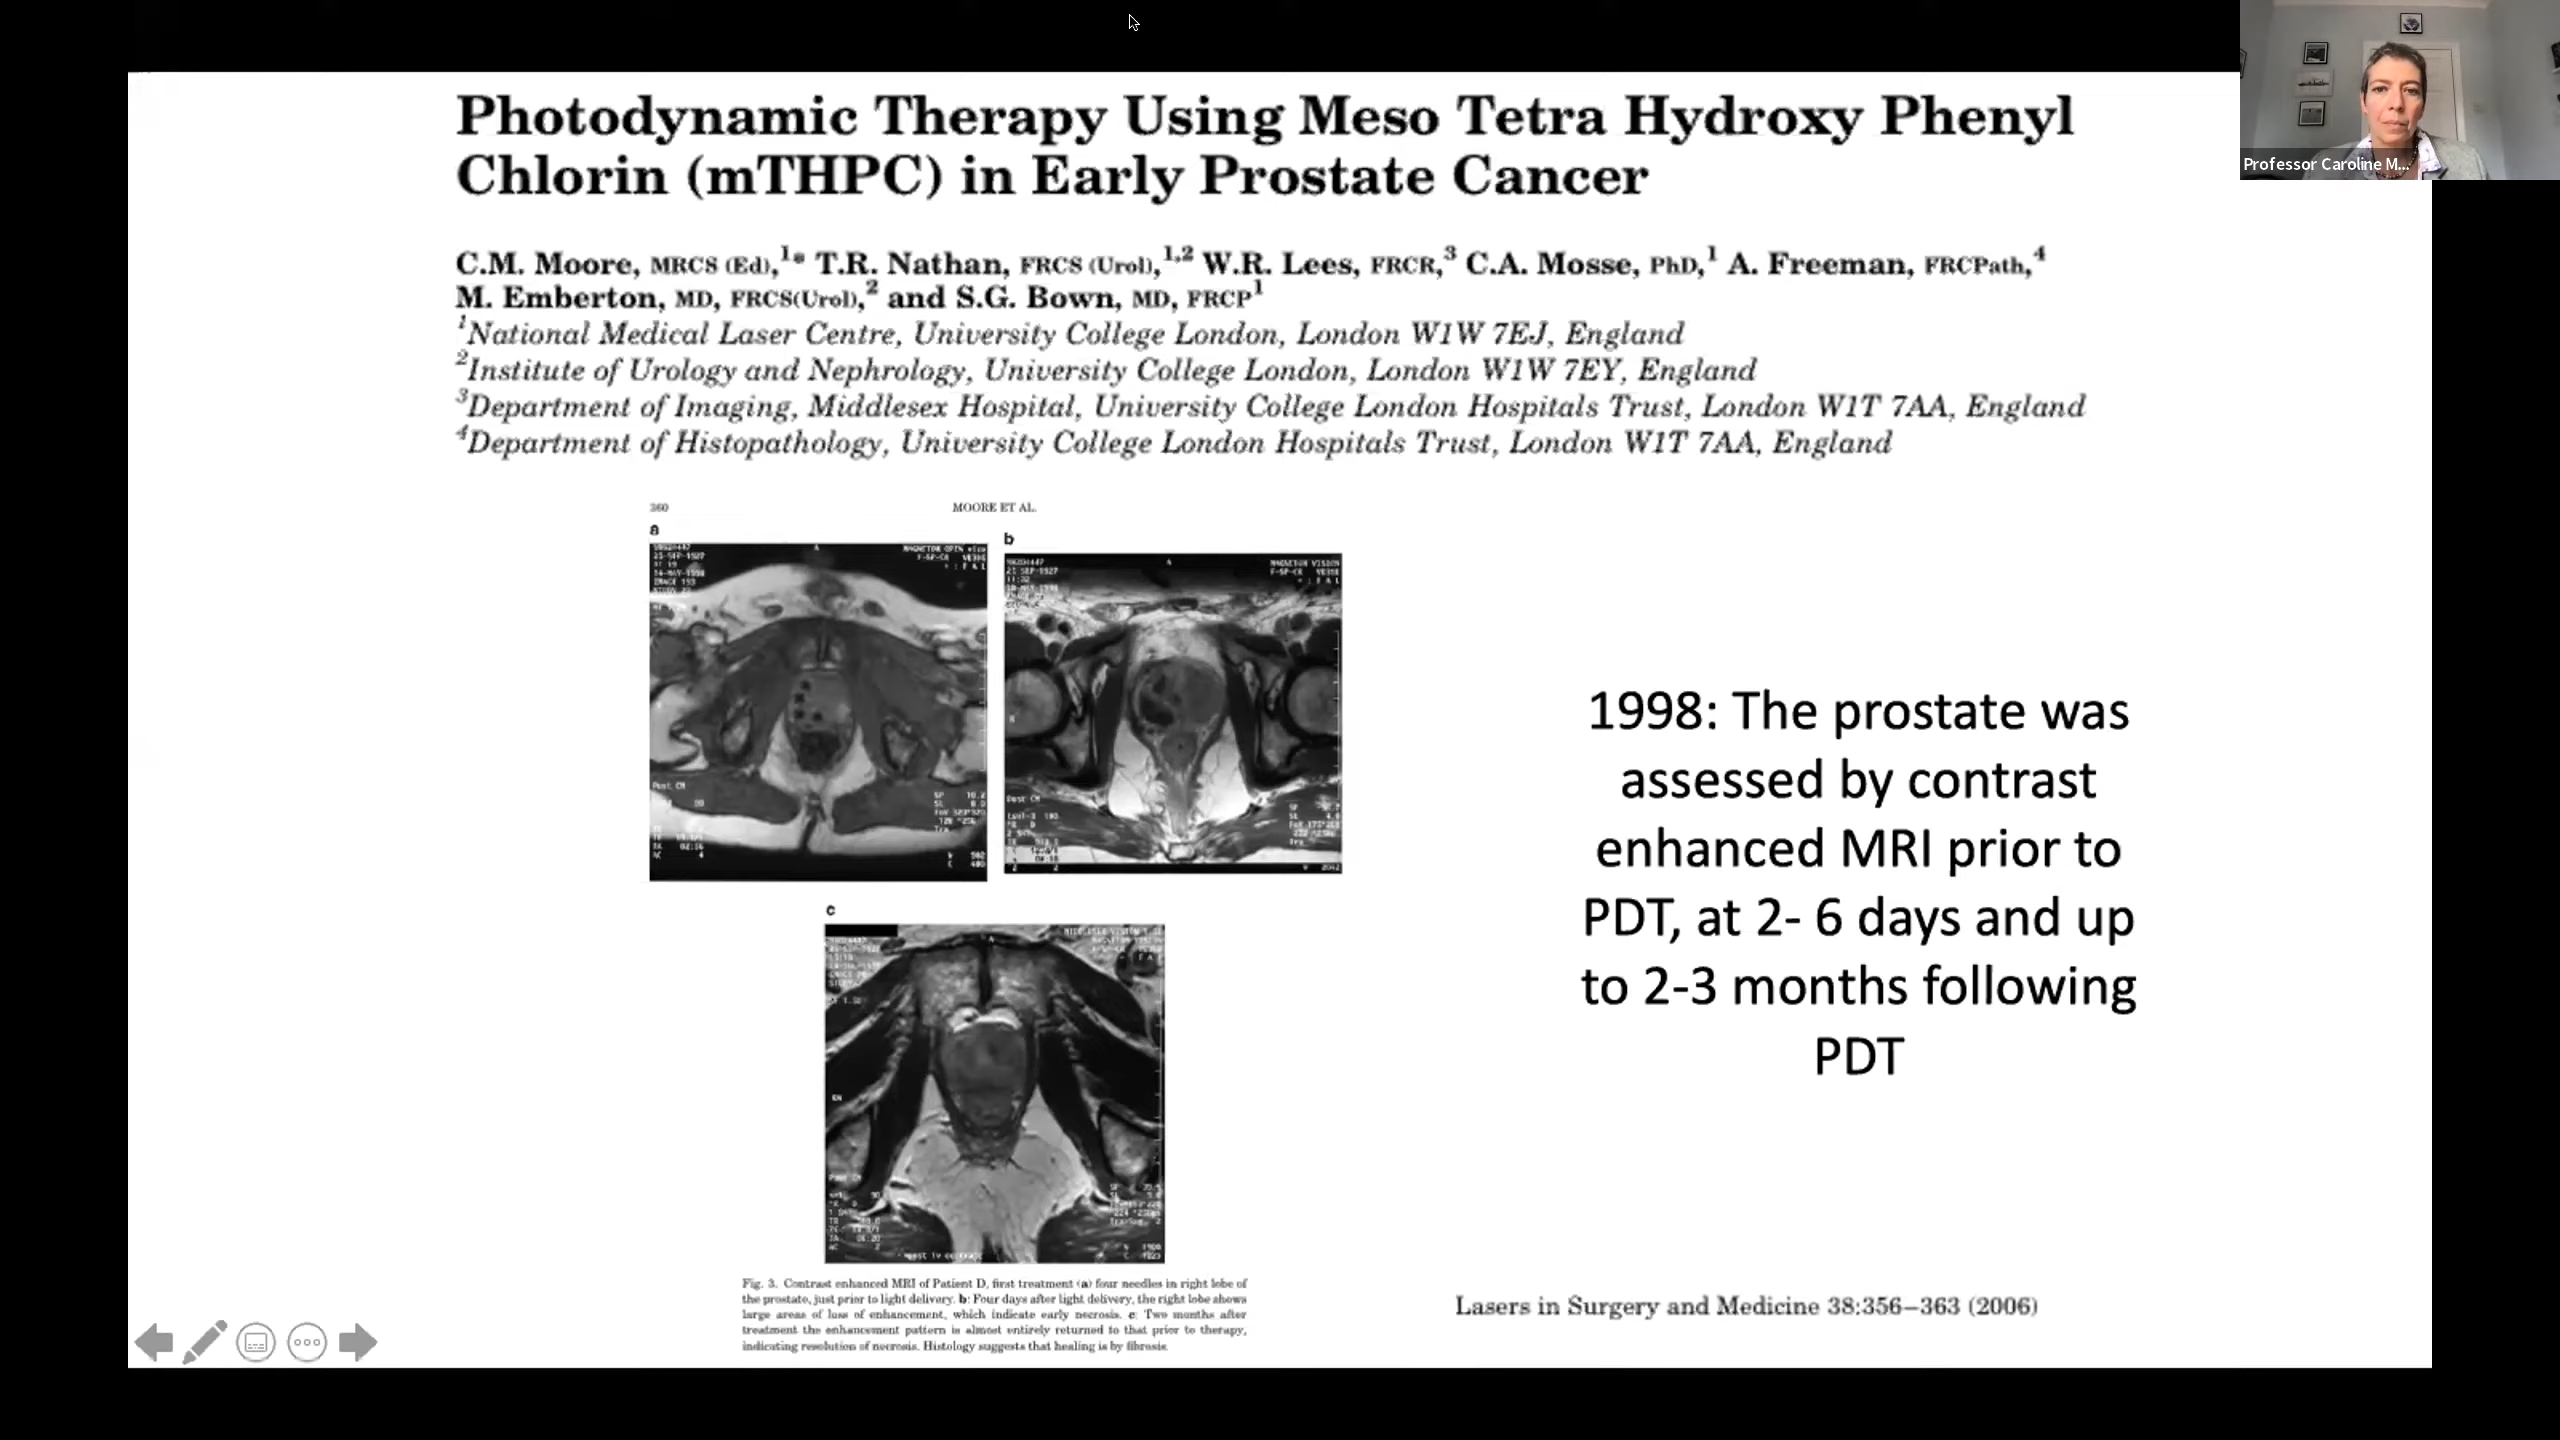 Professor Caroline M...
Photodynamic Therapy Using Meso Tetra Hydroxy Phenyl
Chlorin (mTHPC) in Early Prostate Cancer
C.M. Moore, MRCS (Ed),1* T.R. Nathan, FRCS (Urol),1,2 W.R. Lees, FRCR,3 C.A. Mosse, PhD,1 A. Freeman, FRCPath,4
M. Emberton, MD, FRCS(Urol),2 and S.G. Bown, MD, FRCP1
1National Medical Laser Centre, University College London, London W1W 7EJ, England
2Institute of Urology and Nephrology, University College London, London W1W 7EY, England
3Department of Imaging, Middlesex Hospital, University College London Hospitals Trust, London W1T 7AA, England
4Department of Histopathology, University College London Hospitals Trust, London W1T 7AA, England
360 MOORE ET AL.
a
b
c
Fig. 3. Contrast enhanced MRI of Patient D, first treatment (a) four needles in right lobe of
the prostate, just prior to light delivery. b: Four days after light delivery, the right lobe shows
large areas of loss of enhancement, which indicate early necrosis. c: Two months after
treatment the enhancement pattern is almost entirely returned to that prior to therapy,
indicating resolution of necrosis. Histology suggests that healing is by fibrosis.
1998: The prostate was
assessed by contrast
enhanced MRI prior to
PDT, at 2- 6 days and up
to 2-3 months following
PDT
Lasers in Surgery and Medicine 38:356–363 (2006)